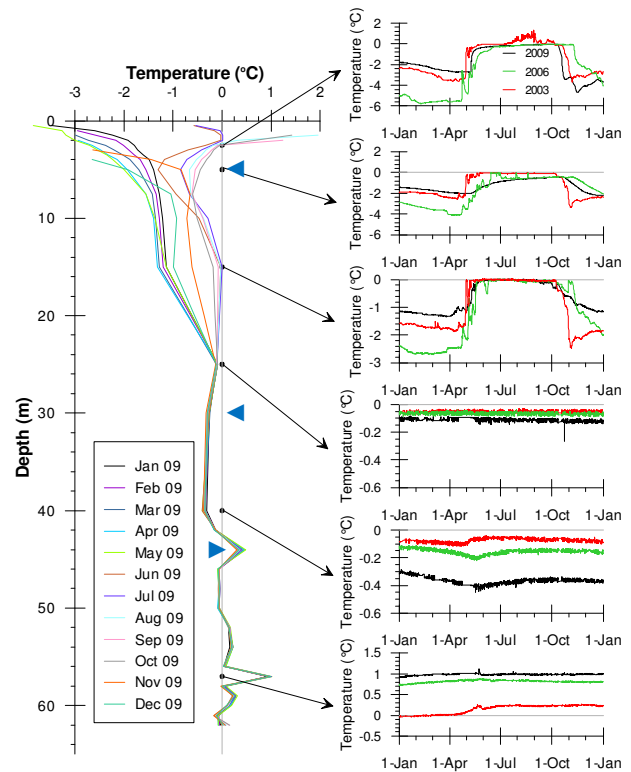 Temperature (°C)
-3 -2 -1 0 1 2
0
10
20
30
40
50
60
Depth (m)
Jan 09
Feb 09
Mar 09
Apr 09
May 09
Jun 09
Jul 09
Aug 09
Sep 09
Oct 09
Nov 09
Dec 09
Temperature (°C)
2
0
-2
-4
-6
2009
2006
2003
1-Jan 1-Apr 1-Jul 1-Oct 1-Jan
Temperature (°C)
2
0
-2
-4
-6
1-Jan 1-Apr 1-Jul 1-Oct 1-Jan
Temperature (°C)
0
-1
-2
-3
1-Jan 1-Apr 1-Jul 1-Oct 1-Jan
Temperature (°C)
0
-0.2
-0.4
-0.6
1-Jan 1-Apr 1-Jul 1-Oct 1-Jan
Temperature (°C)
0
-0.2
-0.4
-0.6
1-Jan 1-Apr 1-Jul 1-Oct 1-Jan
Temperature (°C)
1.5
1
0.5
0
1-Jan 1-Apr 1-Jul 1-Oct 1-Jan